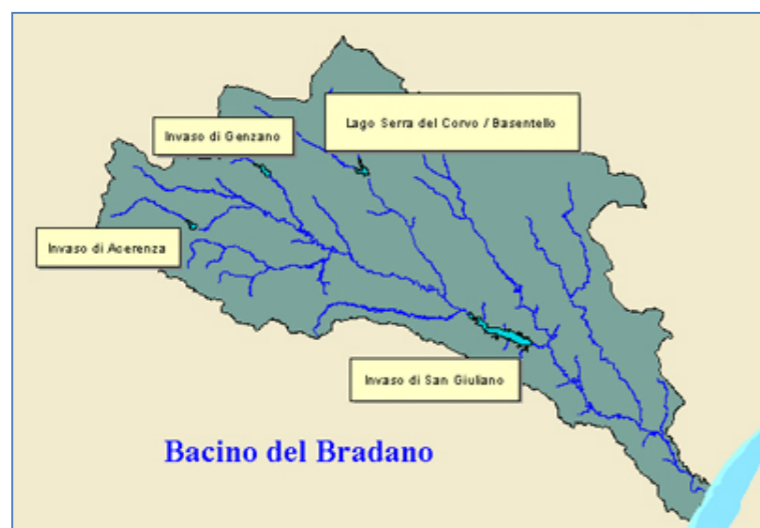 Lago Serra del Corvo / Basentello
Invaso di Genzano
Invaso di Acerenza
Invaso di San Giuliano
Bacino del Bradano